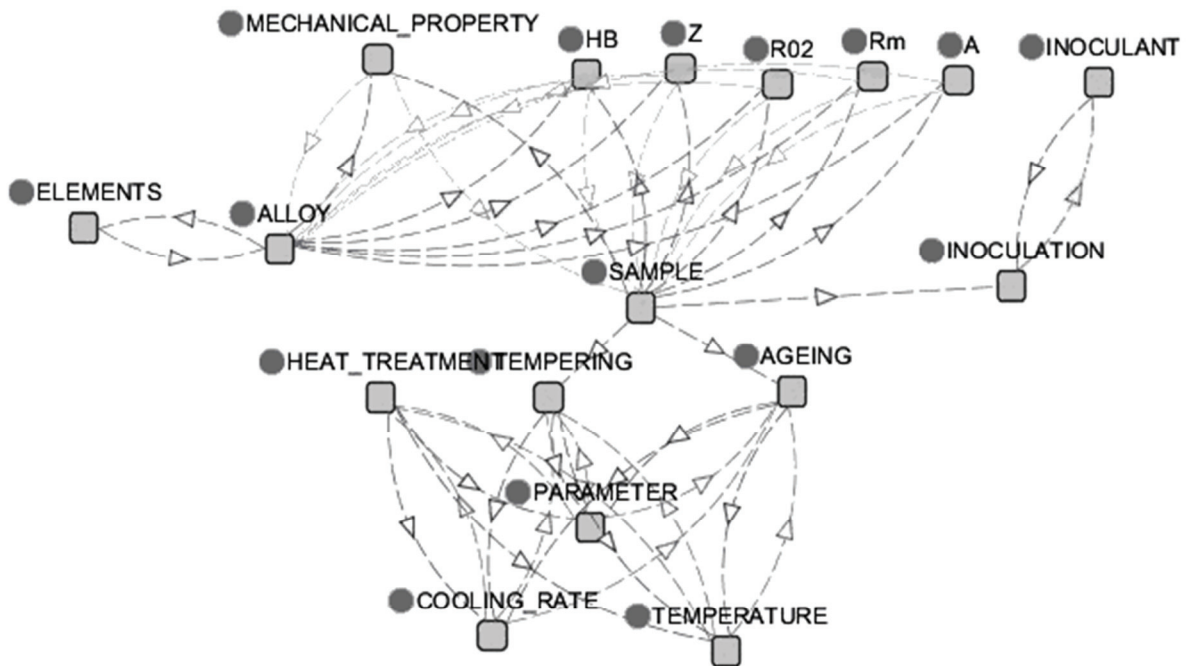 MECHANICAL_PROPERTY
HB
Z
R02
Rm
A
INOCULANT
ELEMENTS
ALLOY
SAMPLE
INOCULATION
HEAT_TREATMENT
TEMPERING
AGEING
PARAMETER
COOLING_RATE
TEMPERATURE